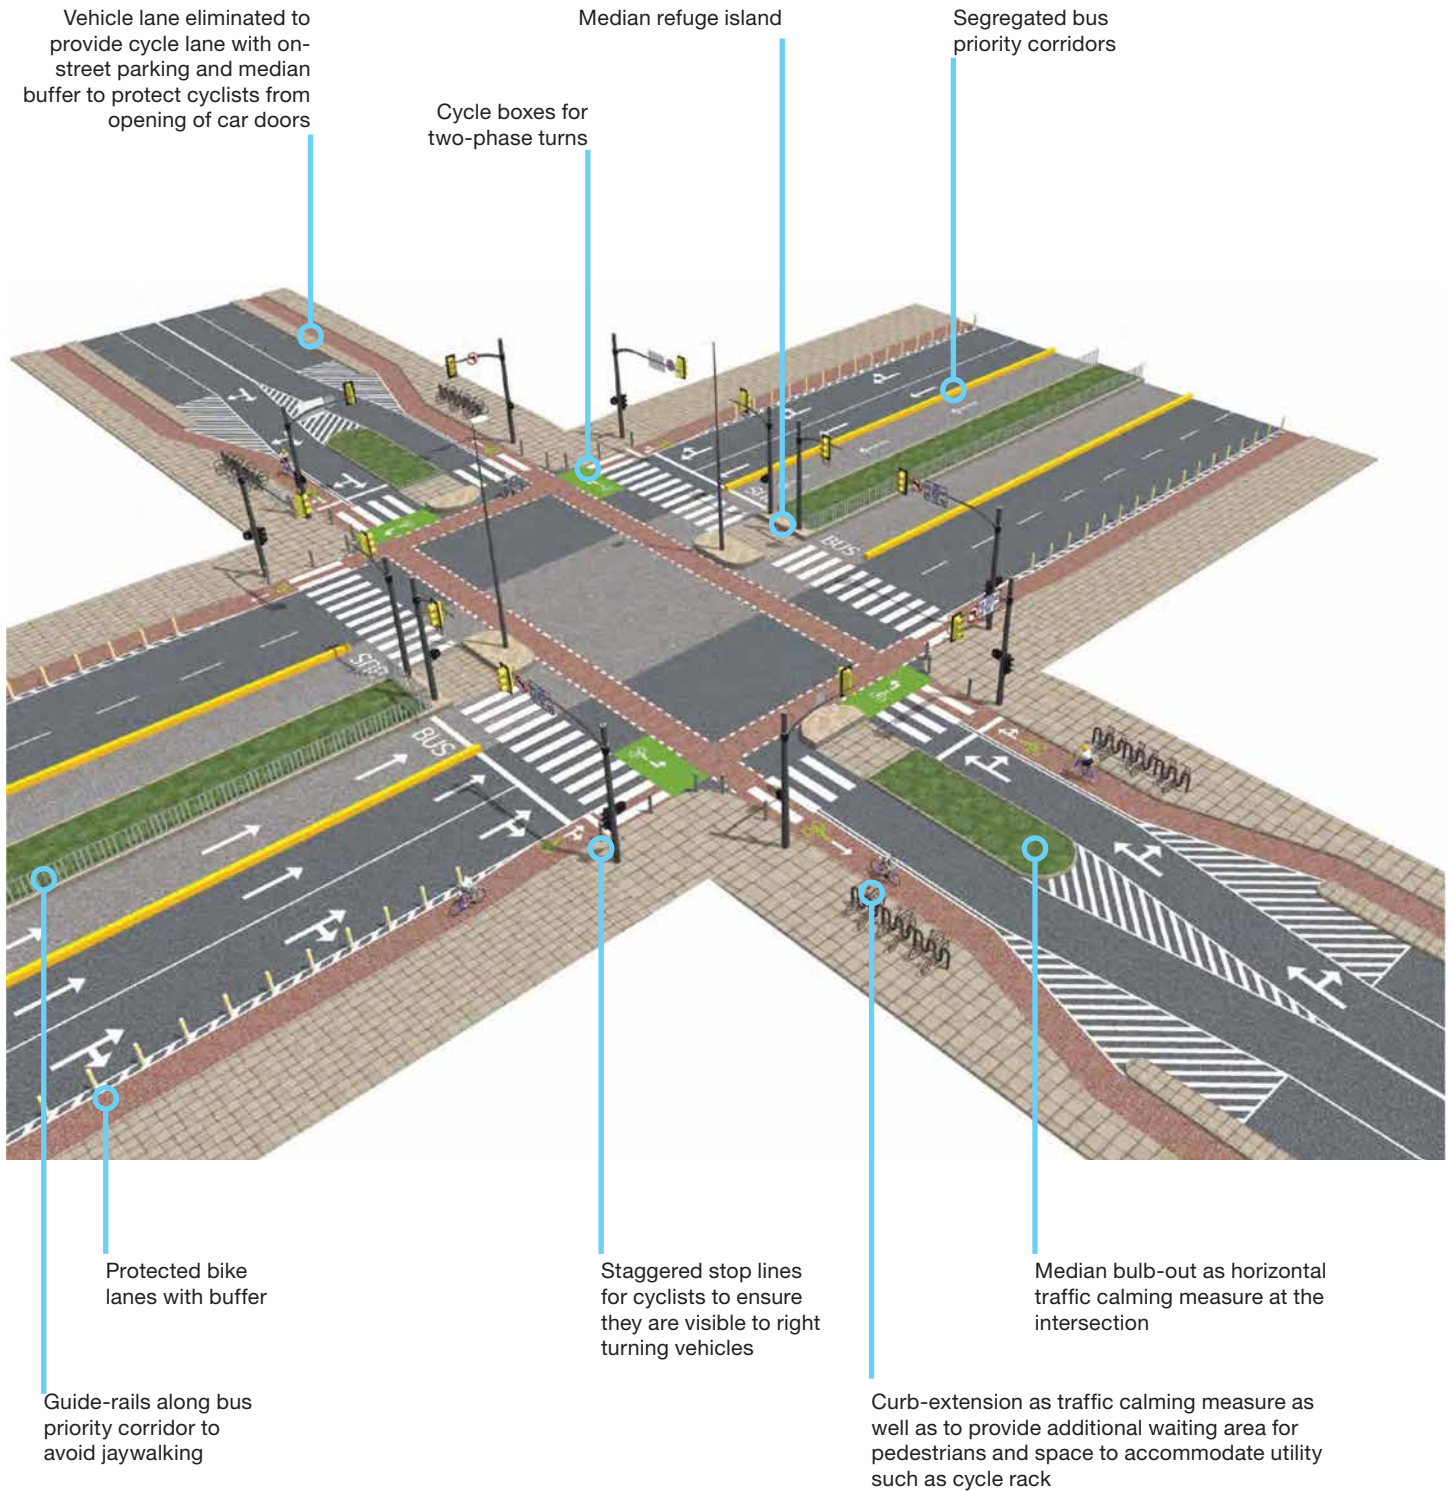 Vehicle lane eliminated to
provide cycle lane with on-
street parking and median
buffer to protect cyclists from
opening of car doors
Cycle boxes for
two-phase turns
Median refuge island
Segregated bus
priority corridors
STOP
BUS
STOP
BUS
Protected bike
lanes with buffer
Guide-rails along bus
priority corridor to
avoid jaywalking
Staggered stop lines
for cyclists to ensure
they are visible to right
turning vehicles
Median bulb-out as horizontal
traffic calming measure at the
intersection
Curb-extension as traffic calming measure as
well as to provide additional waiting area for
pedestrians and space to accommodate utility
such as cycle rack